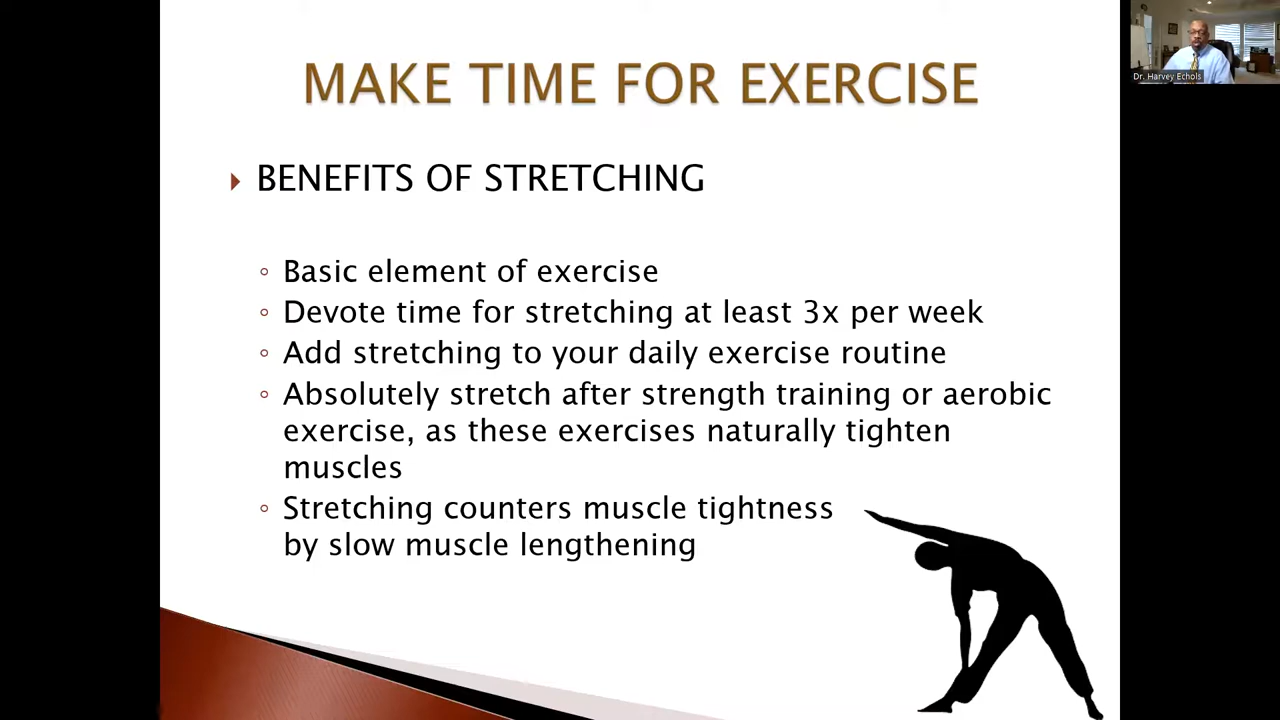 MAKE TIME FOR EXERCISE
BENEFITS OF STRETCHING
Basic element of exercise
Devote time for stretching at least 3x per week
Add stretching to your daily exercise routine
Absolutely stretch after strength training or aerobic
exercise, as these exercises naturally tighten
muscles
Stretching counters muscle tightness
by slow muscle lengthening
Dr. Harvey Echols